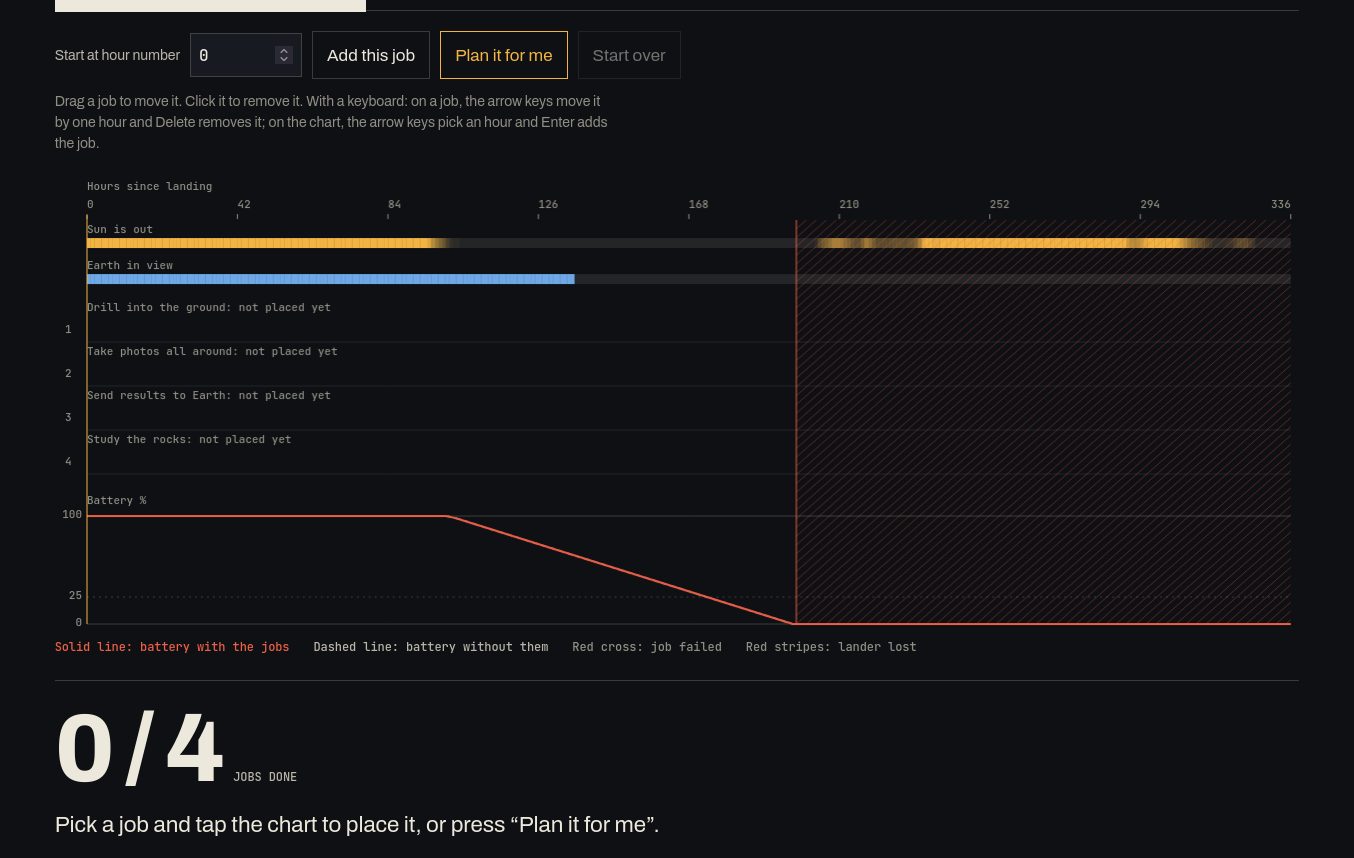 Start at hour number 0 Add this job Plan it for me Start over
Drag a job to move it. Click it to remove it. With a keyboard: on a job, the arrow keys move it
by one hour and Delete removes it; on the chart, the arrow keys pick an hour and Enter adds
the job.
Hours since landing
0 42 84 126 168 210 252 294 336
Sun is out
Earth in view
Drill into the ground: not placed yet
1
Take photos all around: not placed yet
2
Send results to Earth: not placed yet
3
Study the rocks: not placed yet
4
Battery %
100
25
0
Solid line: battery with the jobs Dashed line: battery without them Red cross: job failed Red stripes: lander lost
0/4 JOBS DONE
Pick a job and tap the chart to place it, or press “Plan it for me”.